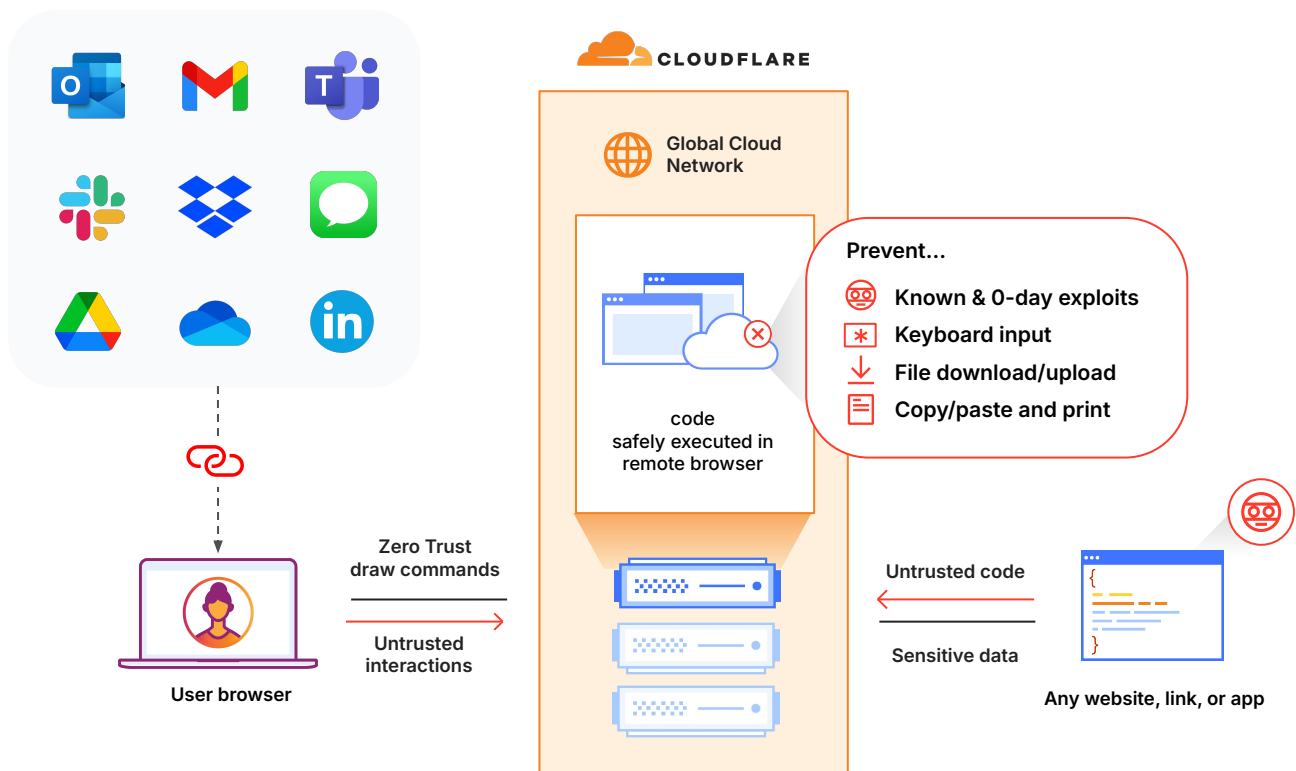 O
T
in
CLOUDFLARE
Global Cloud
Network
Prevent...
Known & 0-day exploits
Keyboard input
File download/upload
Copy/paste and print
code
safely executed in
remote browser
Zero Trust
draw commands
Untrusted
interactions
User browser
Untrusted code
Sensitive data
{
}
Any website, link, or app